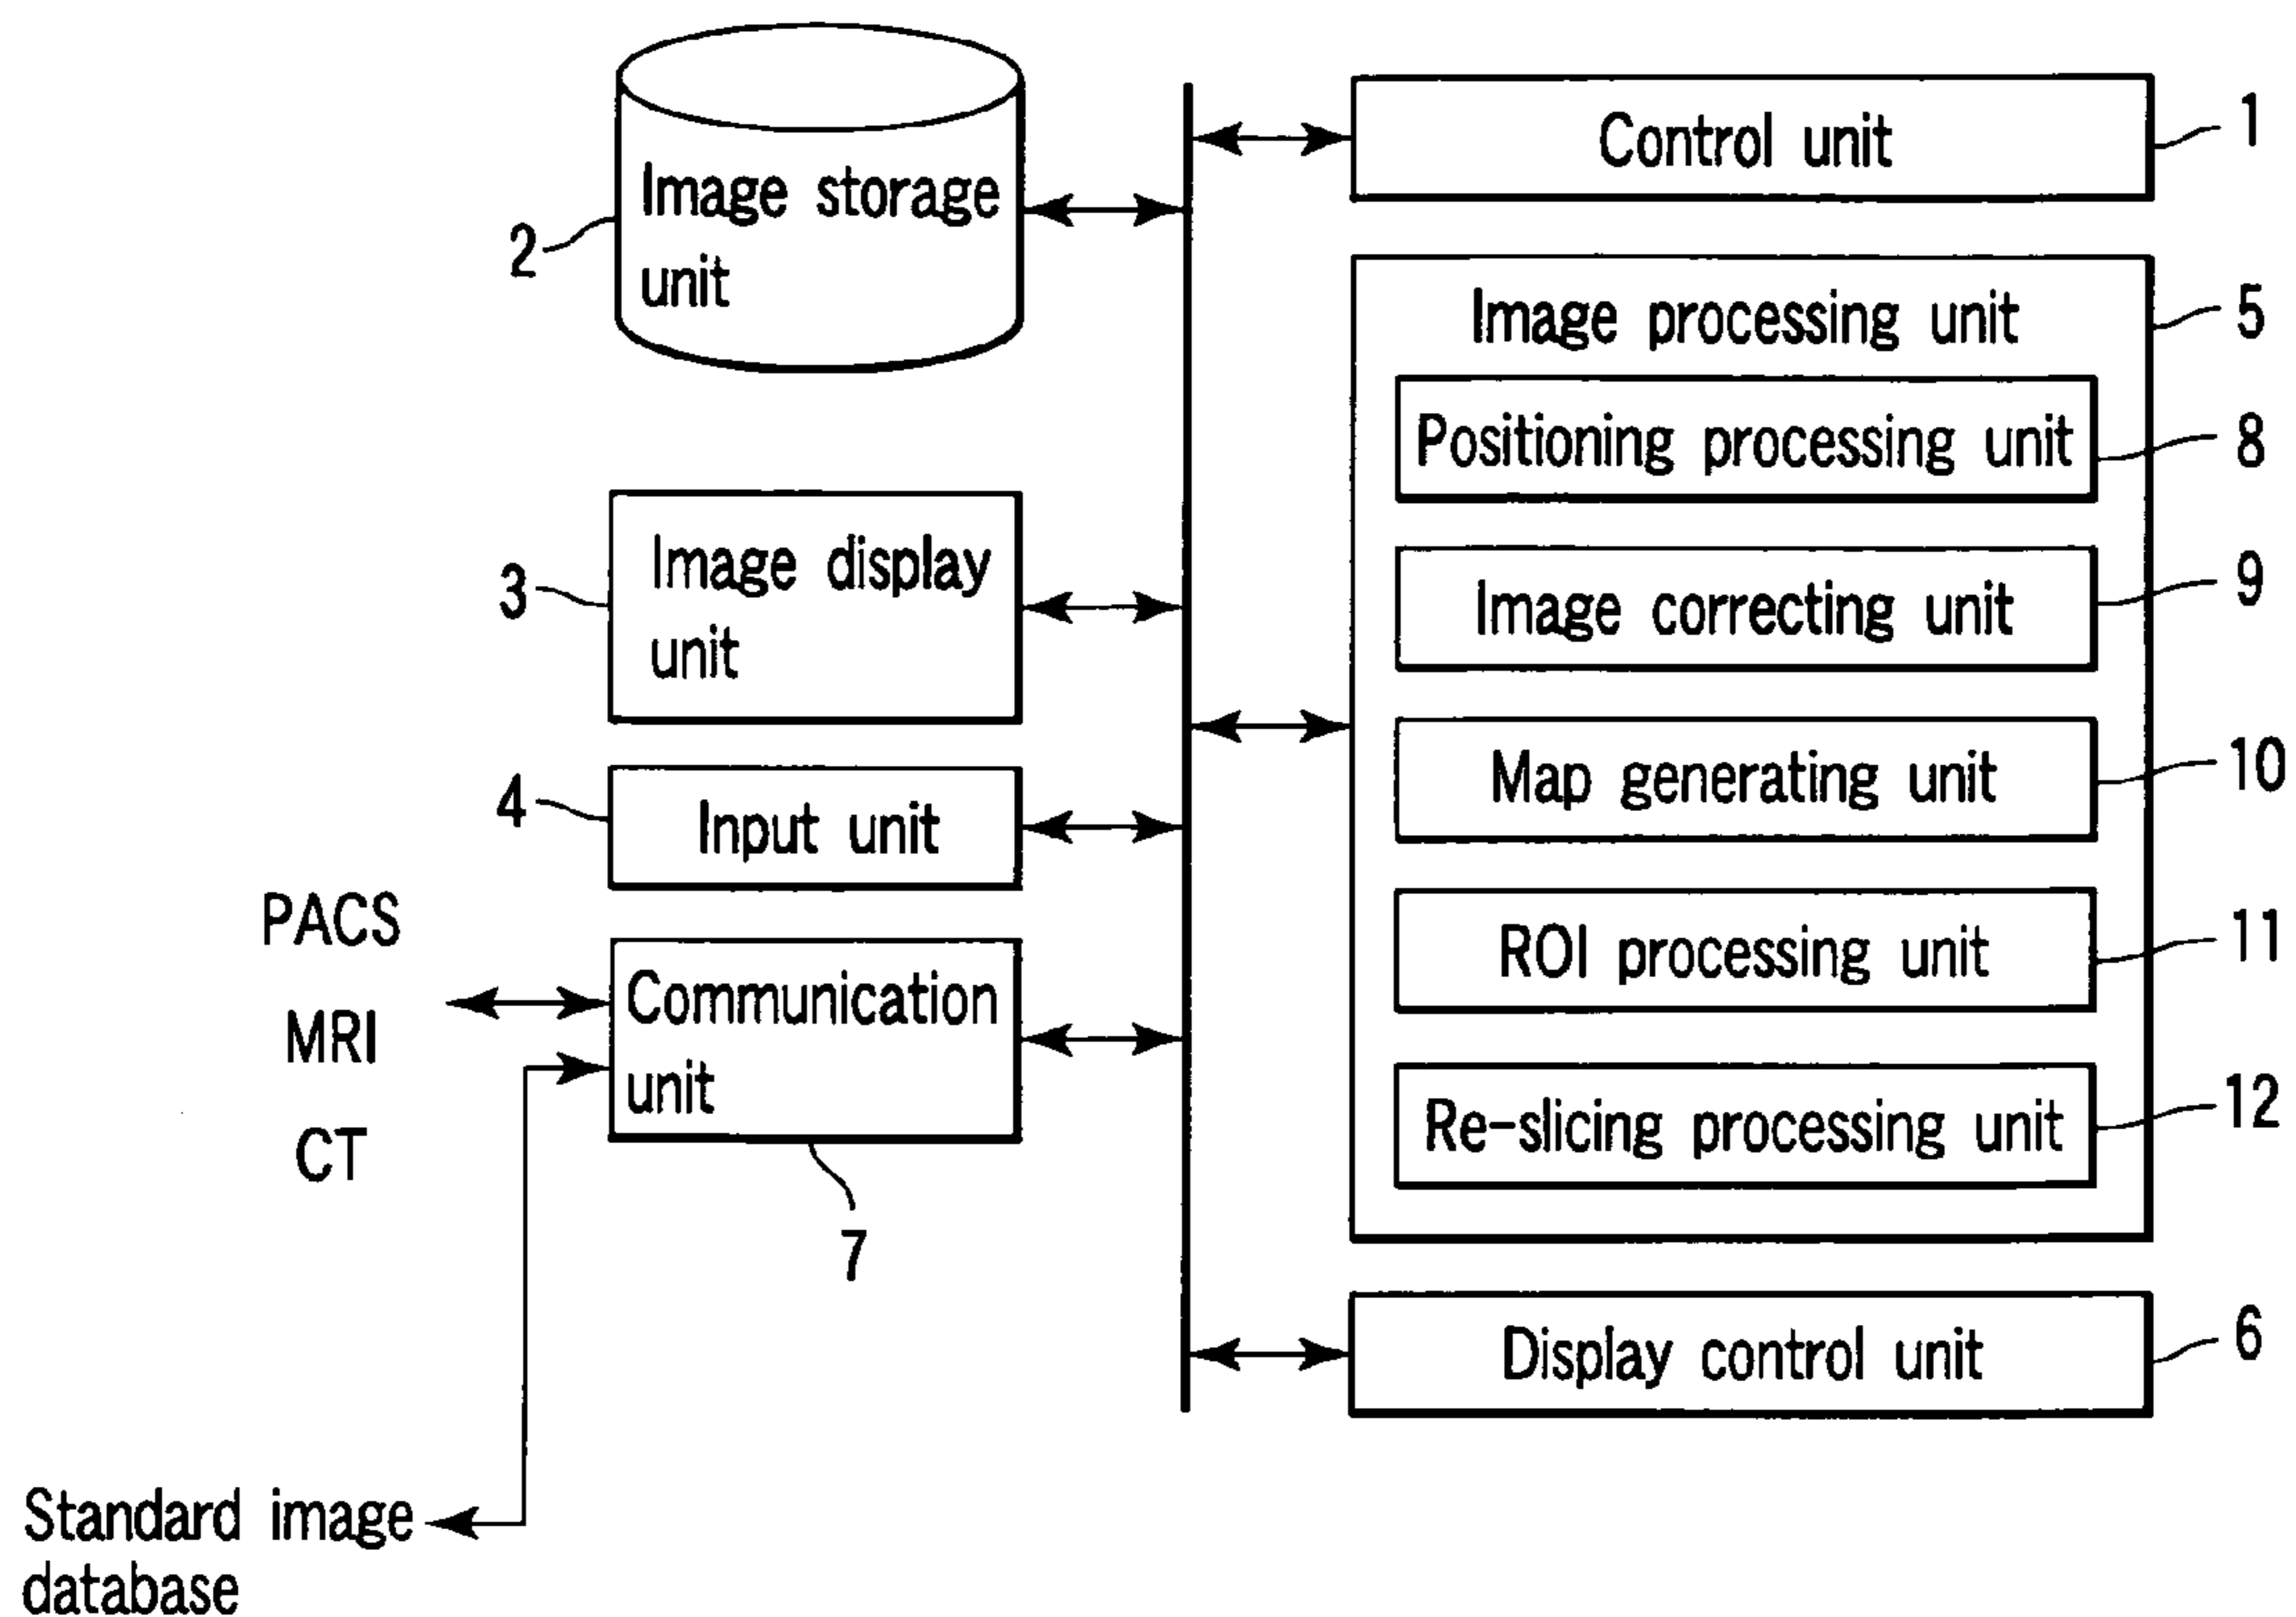 Image storage
unit
2
Control unit
1
Image processing unit
5
Positioning processing unit
8
Image display
unit
3
Image correcting unit
9
Map generating unit
10
Input unit
4
ROI processing unit
11
PACS
MRI
CT
Communication
unit
7
Re-slicing processing unit
12
Display control unit
6
Standard image
database